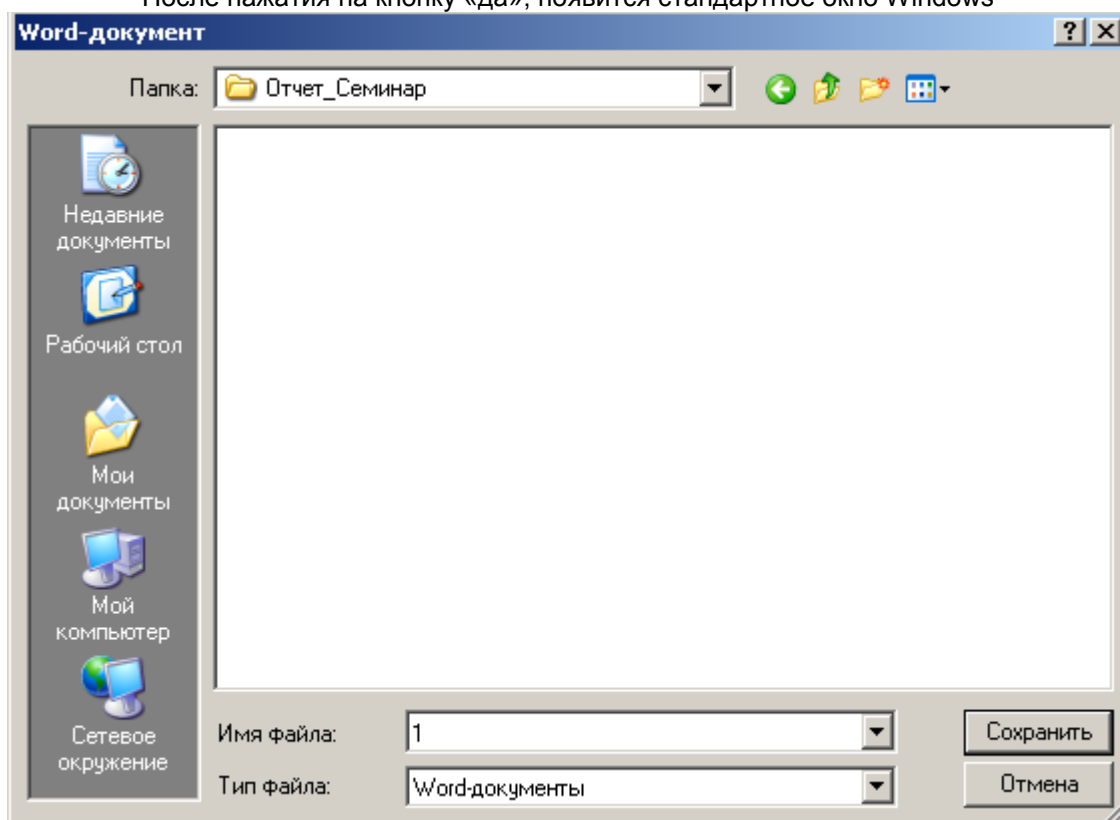 После нажатия на кнопку «да», появится стандартное окно Windows
Word-документ
Папка:
Отчет_Семинар
Недавние
документы
Рабочий стол
Мои
документы
Мой
компьютер
Сетевое
окружение
Имя файла:
1
Сохранить
Тип файла:
Word-документы
Отмена